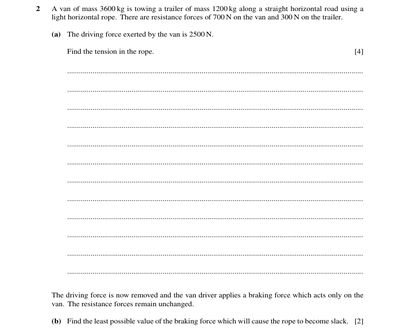 2 A van of mass 3600 kg is towing a trailer of mass 1200 kg along a straight horizontal road using a
light horizontal rope. There are resistance forces of 700 N on the van and 300 N on the trailer.
(a) The driving force exerted by the van is 2500 N.
Find the tension in the rope. [4]
The driving force is now removed and the van driver applies a braking force which acts only on the
van. The resistance forces remain unchanged.
(b) Find the least possible value of the braking force which will cause the rope to become slack. [2]